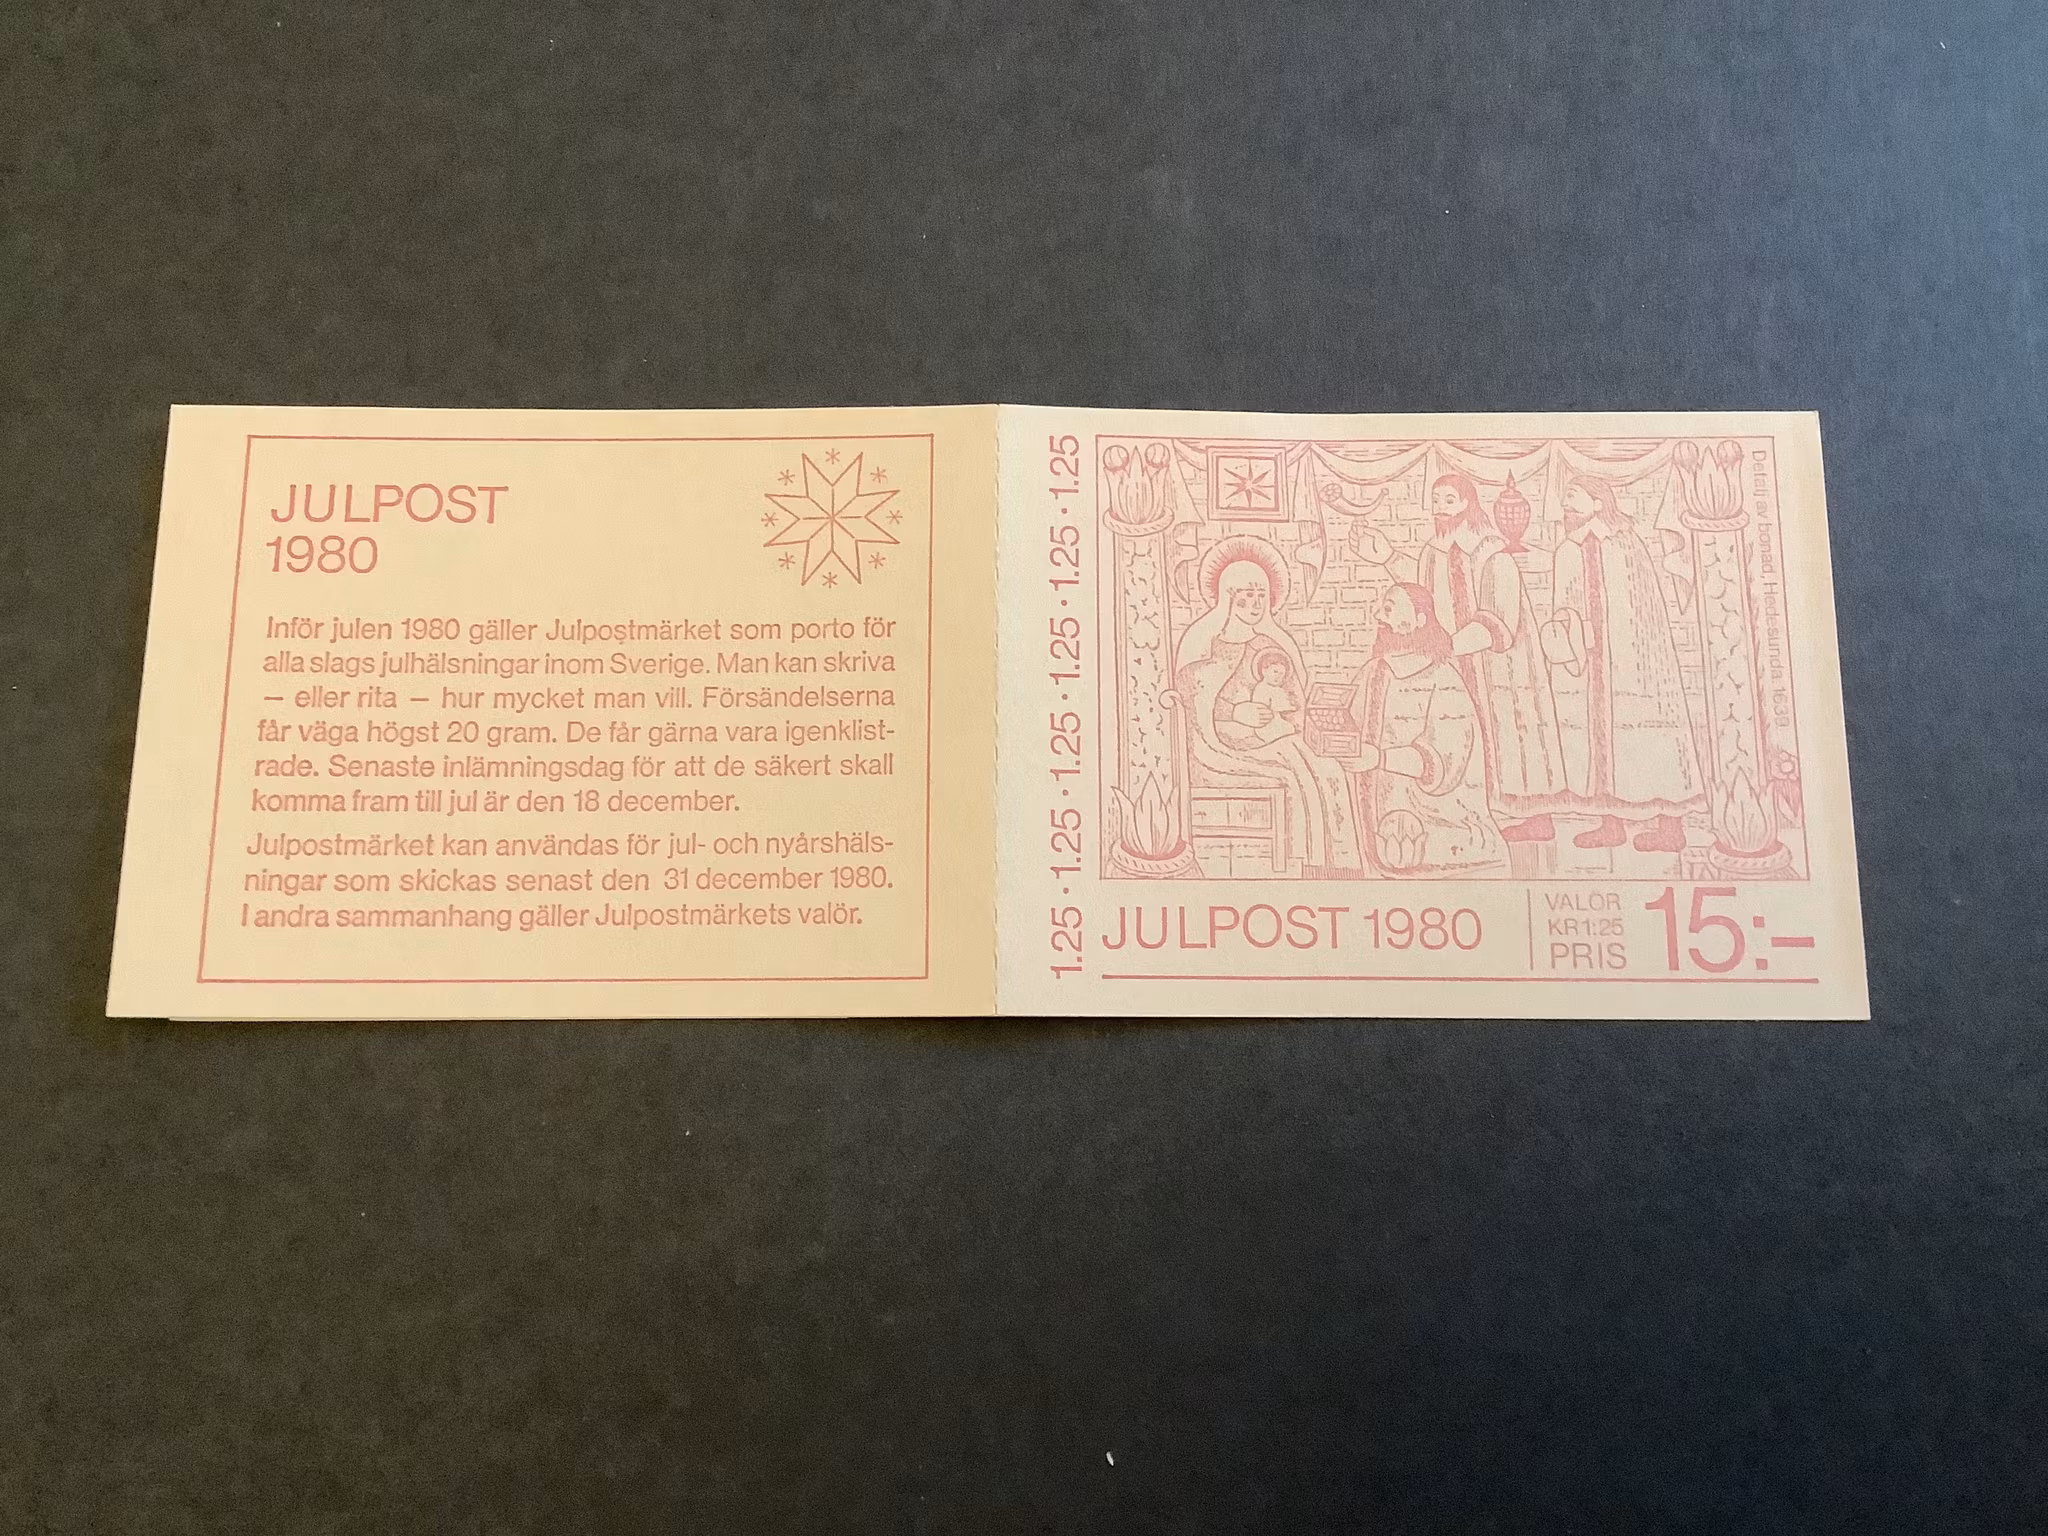 JULPOST
1980
Inför julen 1980 gäller Julpostmärket som porto för
alla slags julhälsningar inom Sverige. Man kan skriva
– eller rita – hur mycket man vill. Försändelserna
får väga högst 20 gram. De får gärna vara igenklist-
rade. Senaste inlämningsdag för att de säkert skall
komma fram till jul är den 18 december.
Julpostmärket kan användas för jul- och nyårshäls-
ningar som skickas senast den 31 december 1980.
I andra sammanhang gäller Julpostmärkets valör.
1.25 · 1.25 · 1.25 · 1.25 · 1.25 · 1.25
Detalj av bonad, Hedesunda 1639
JULPOST 1980
VALÖR
KR 1:25
PRIS
15:–